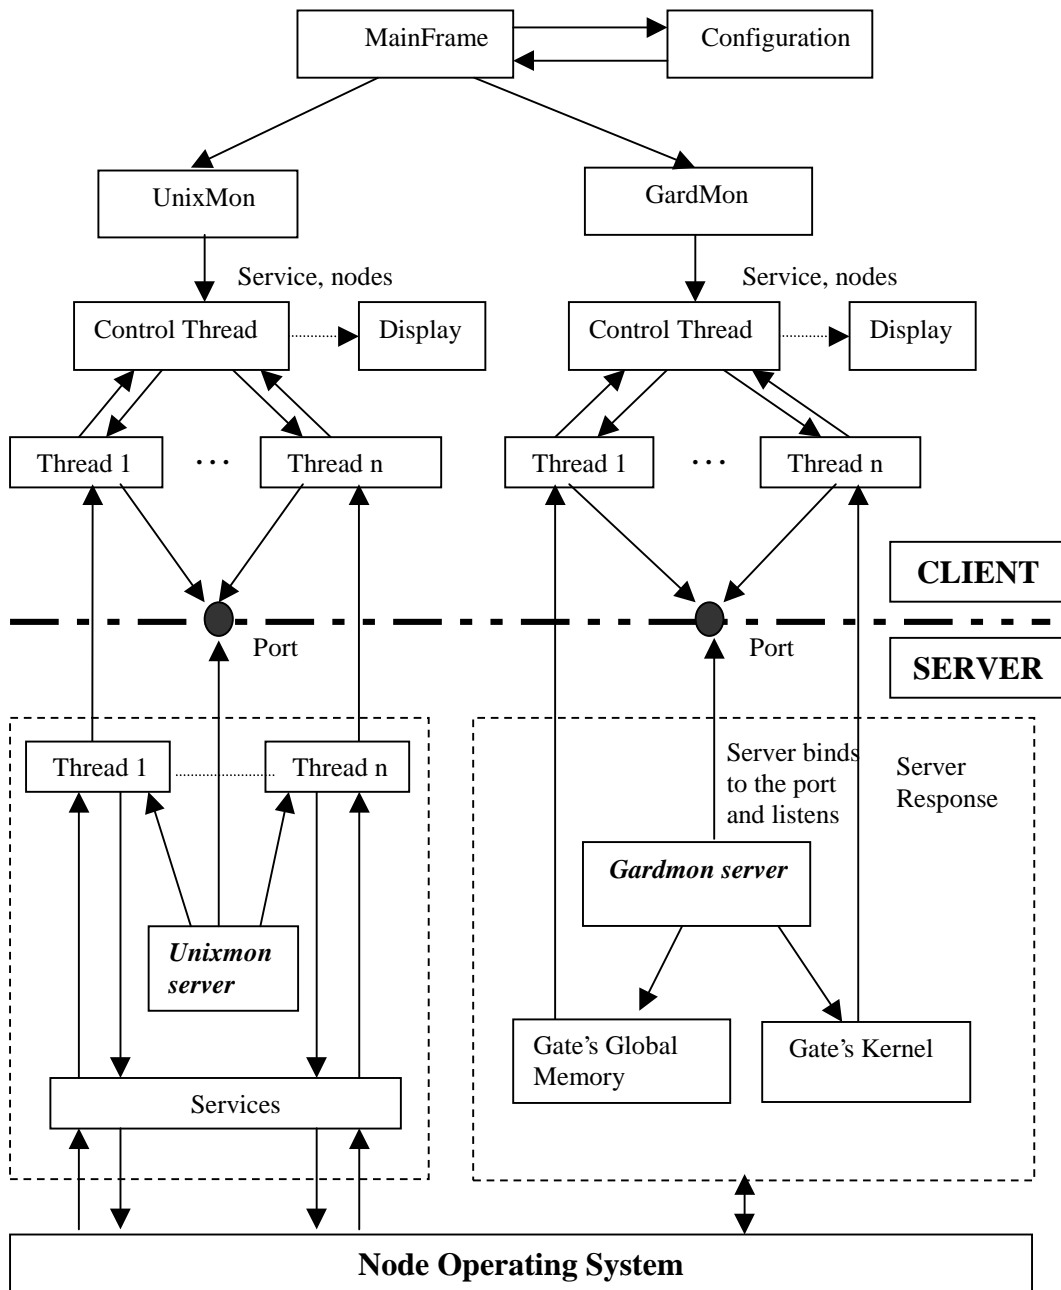 MainFrame
Configuration
UnixMon
GardMon
Service, nodes
Service, nodes
Control Thread
Display
Control Thread
Display
Thread 1
...
Thread n
Thread 1
...
Thread n
CLIENT
Port
Port
SERVER
Thread 1
Thread n
Server binds
to the port
and listens
Server
Response
Gardmon server
Unixmon
server
Gate's Global
Memory
Gate's Kernel
Services
Node Operating System